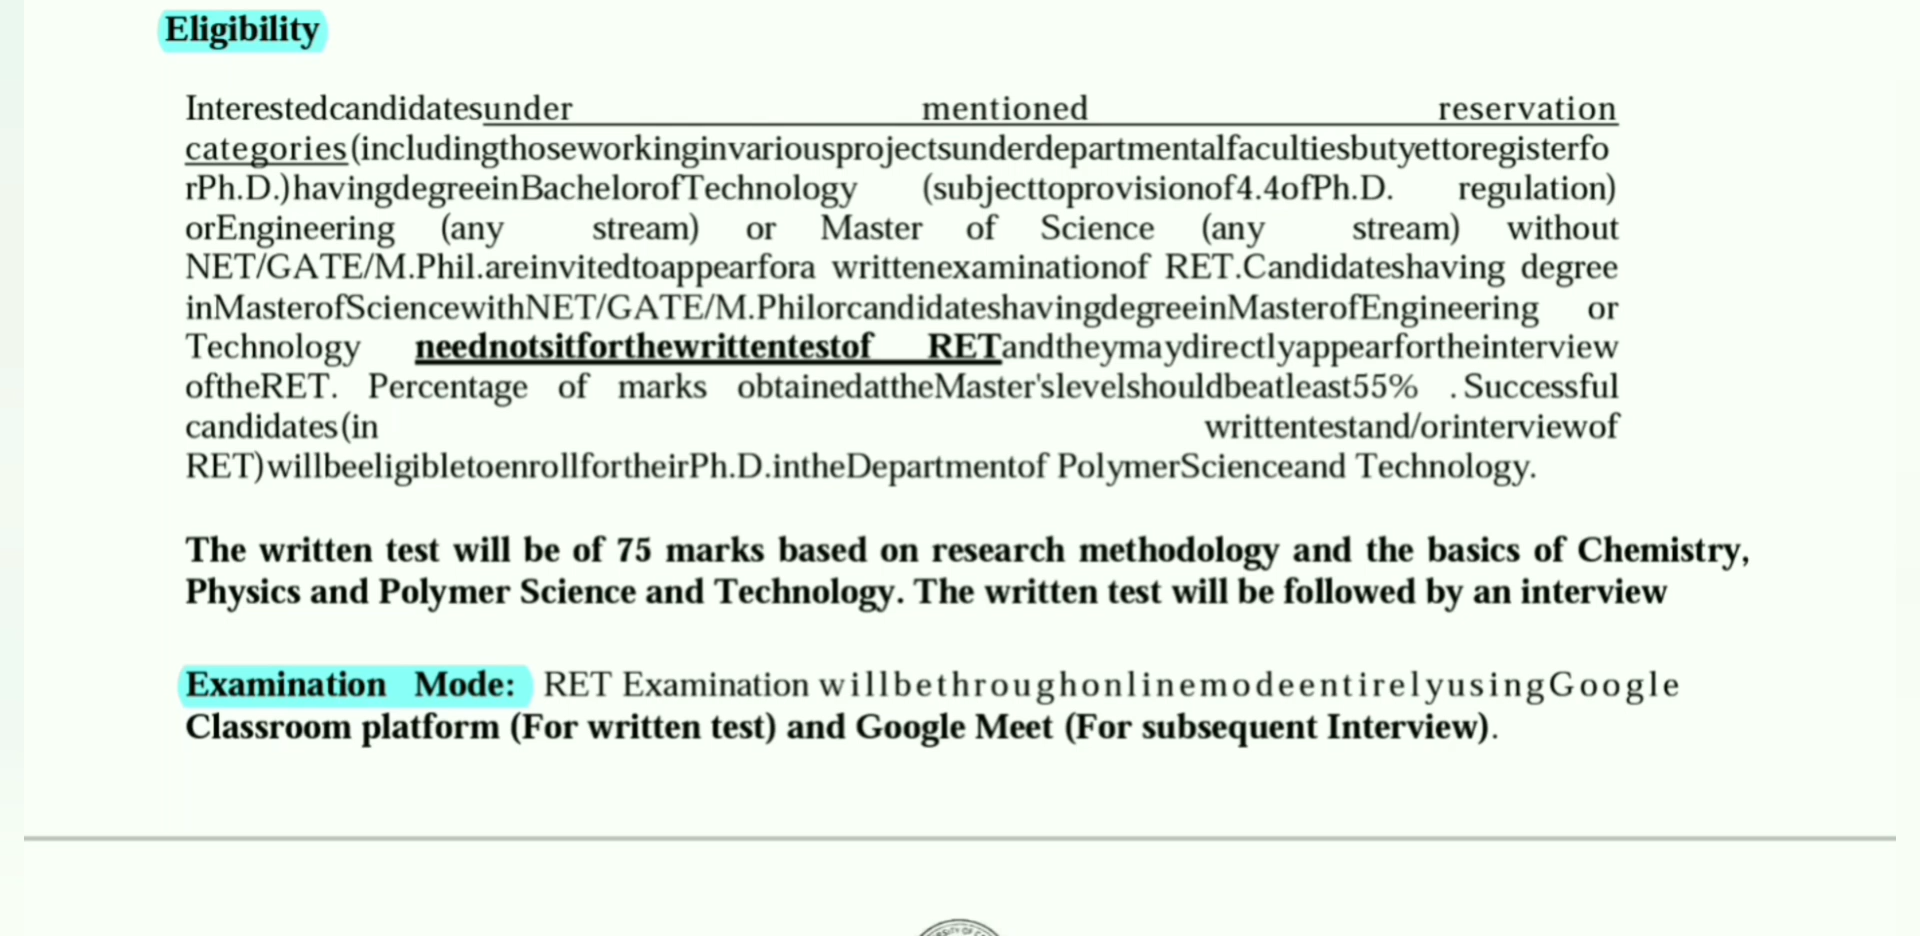 Eligibility
Interestedcandidatesunder mentioned reservation
categories(includingthoseworkinginvariousprojectsunderdepartmentalfacultiesbutyettoregisterfo
rPh.D.)havingdegreeinBachelorofTechnology (subjecttoprovisionof4.4ofPh.D. regulation)
orEngineering (any stream) or Master of Science (any stream) without
NET/GATE/M.Phil.areinvitedtoappearfora writtenexaminationof RET.Candidateshaving degree
inMasterofSciencewithNET/GATE/M.PhilorcandidateshavingdegreeinMasterofEngineering or
Technology neednotsitforthewrittentestof RETandtheymaydirectlyappearfortheinterview
oftheRET. Percentage of marks obtainedattheMaster'slevelshouldbeatleast55% . Successful
candidates(in writtentestand/orinterviewof
RET)willbeeligibletoenrollfortheirPh.D.intheDepartmentof PolymerScienceand Technology.
The written test will be of 75 marks based on research methodology and the basics of Chemistry,
Physics and Polymer Science and Technology. The written test will be followed by an interview
Examination Mode: RET Examination willbethroughonlinemodeentirelyusingGoogle
Classroom platform (For written test) and Google Meet (For subsequent Interview).